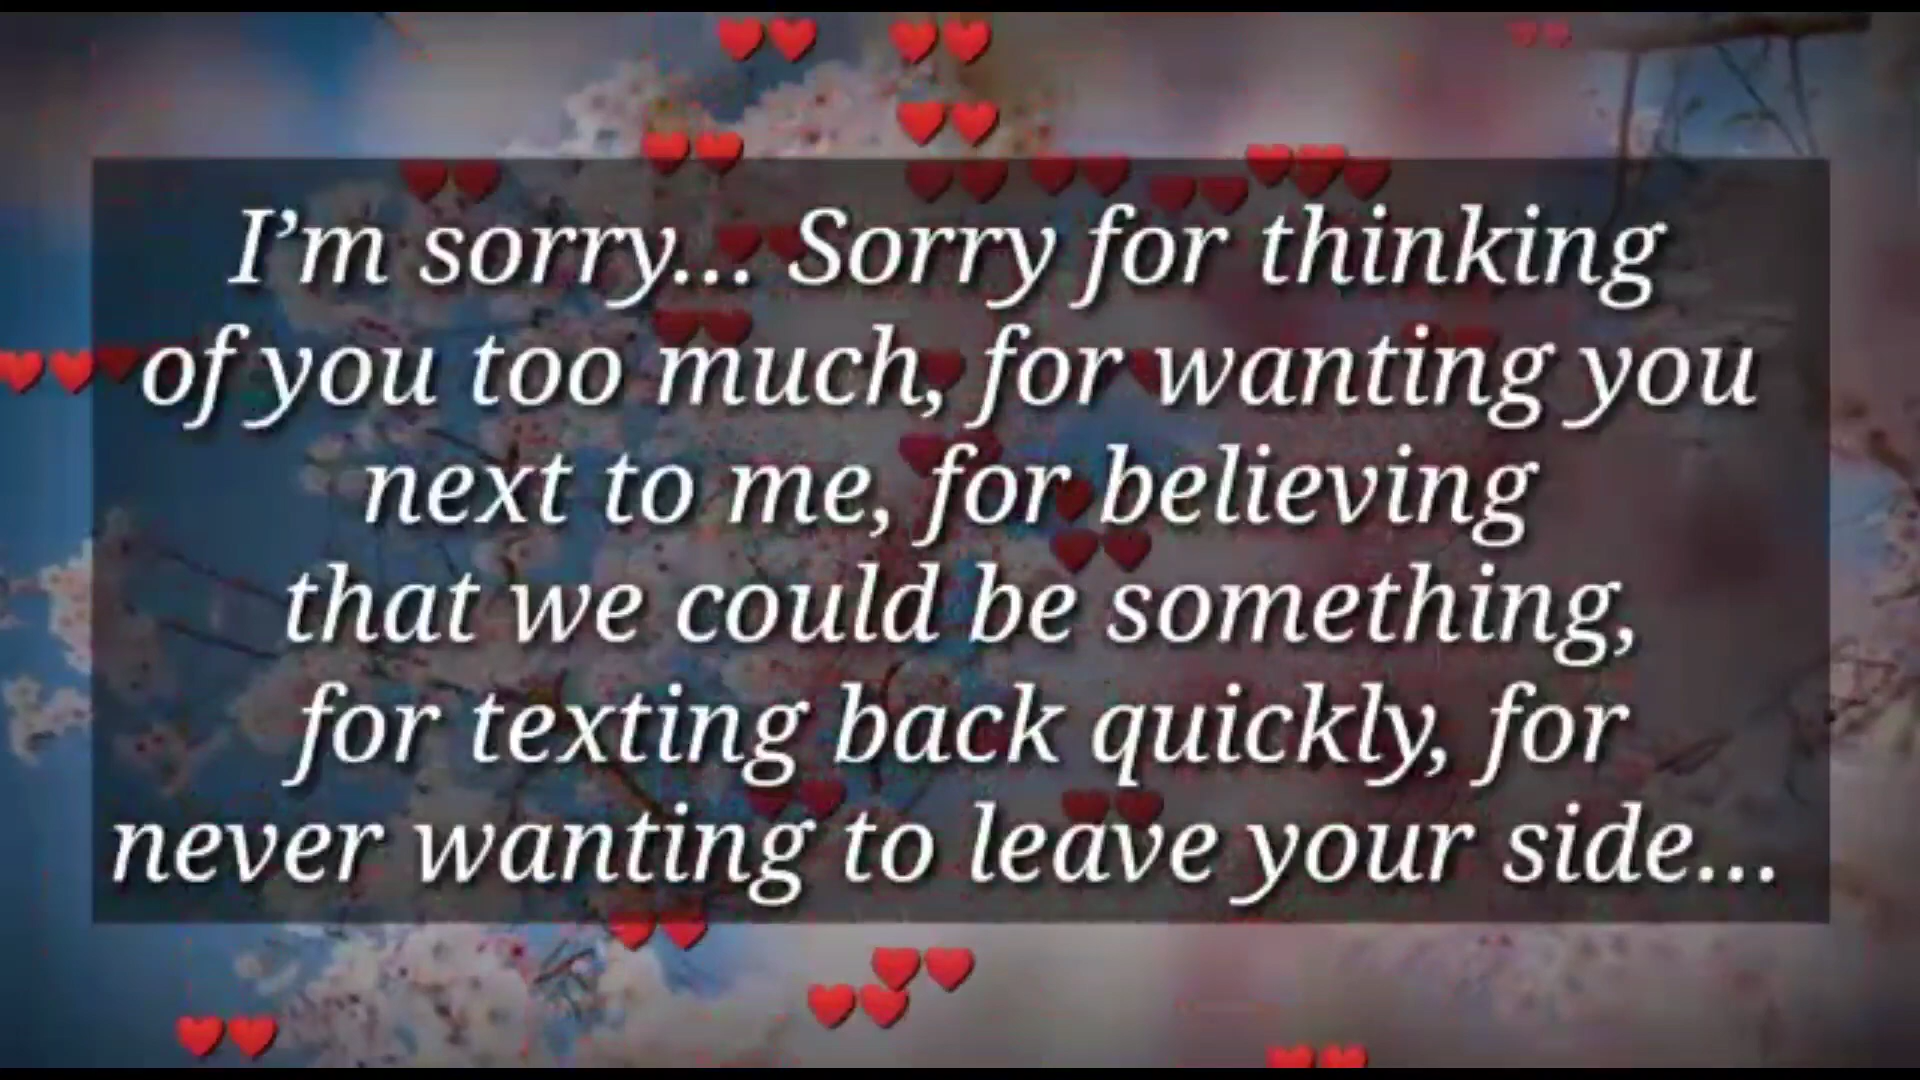 I’m sorry... Sorry for thinking
of you too much, for wanting you
next to me, for believing
that we could be something,
for texting back quickly, for
never wanting to leave your side...